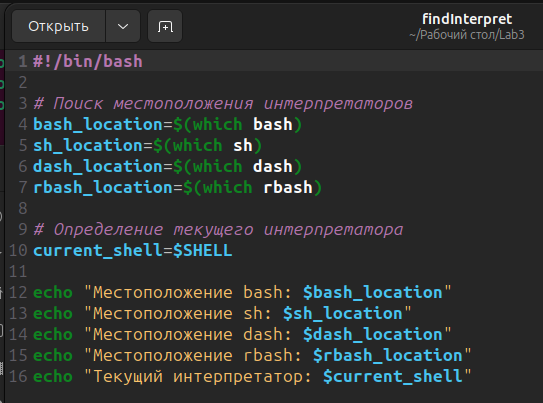 Открыть
findInterpret
~/Рабочий стол/Lab3
1 #!/bin/bash
2
3 # Поиск местоположения интерпретаторов
4 bash_location=$(which bash)
5 sh_location=$(which sh)
6 dash_location=$(which dash)
7 rbash_location=$(which rbash)
8
9 # Определение текущего интерпретатора
10 current_shell=$SHELL
11
12 echo "Местоположение bash: $bash_location"
13 echo "Местоположение sh: $sh_location"
14 echo "Местоположение dash: $dash_location"
15 echo "Местоположение rbash: $rbash_location"
16 echo "Текущий интерпретатор: $current_shell"